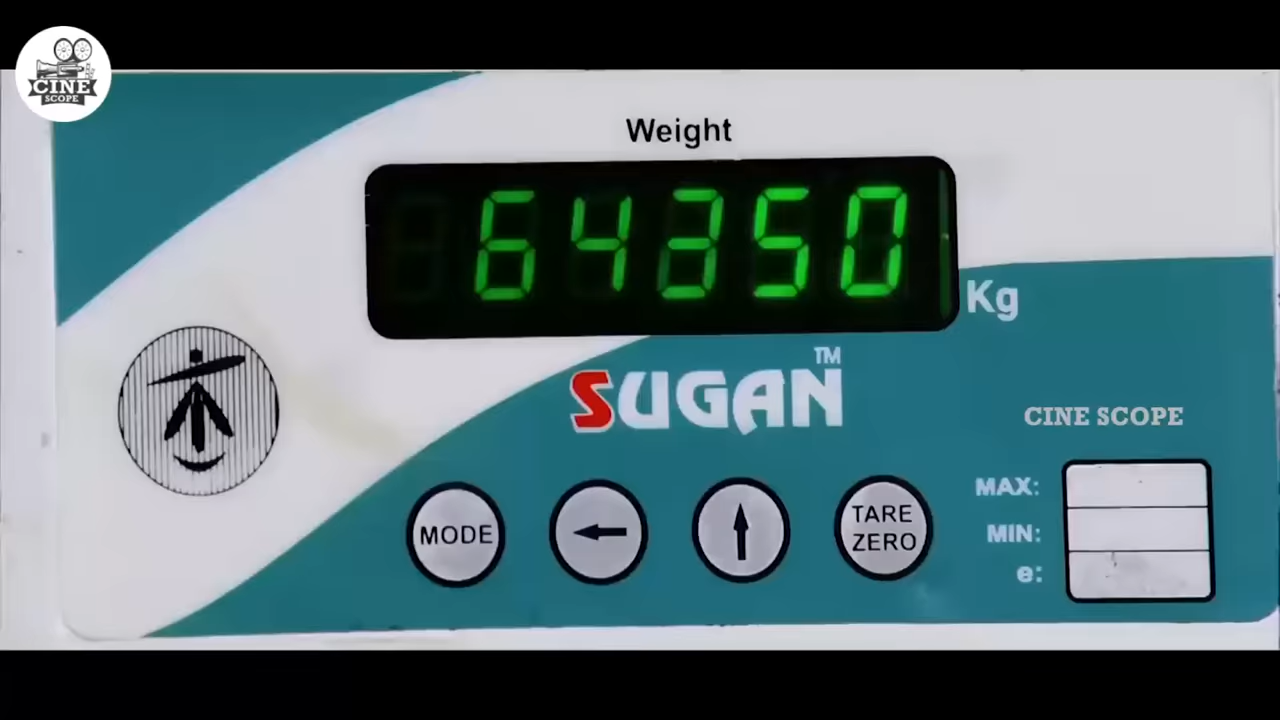 CINE
SCOPE
Weight
64350
Kg
SUGAN™
CINE SCOPE
MODE
TARE
ZERO
MAX:
MIN:
e: